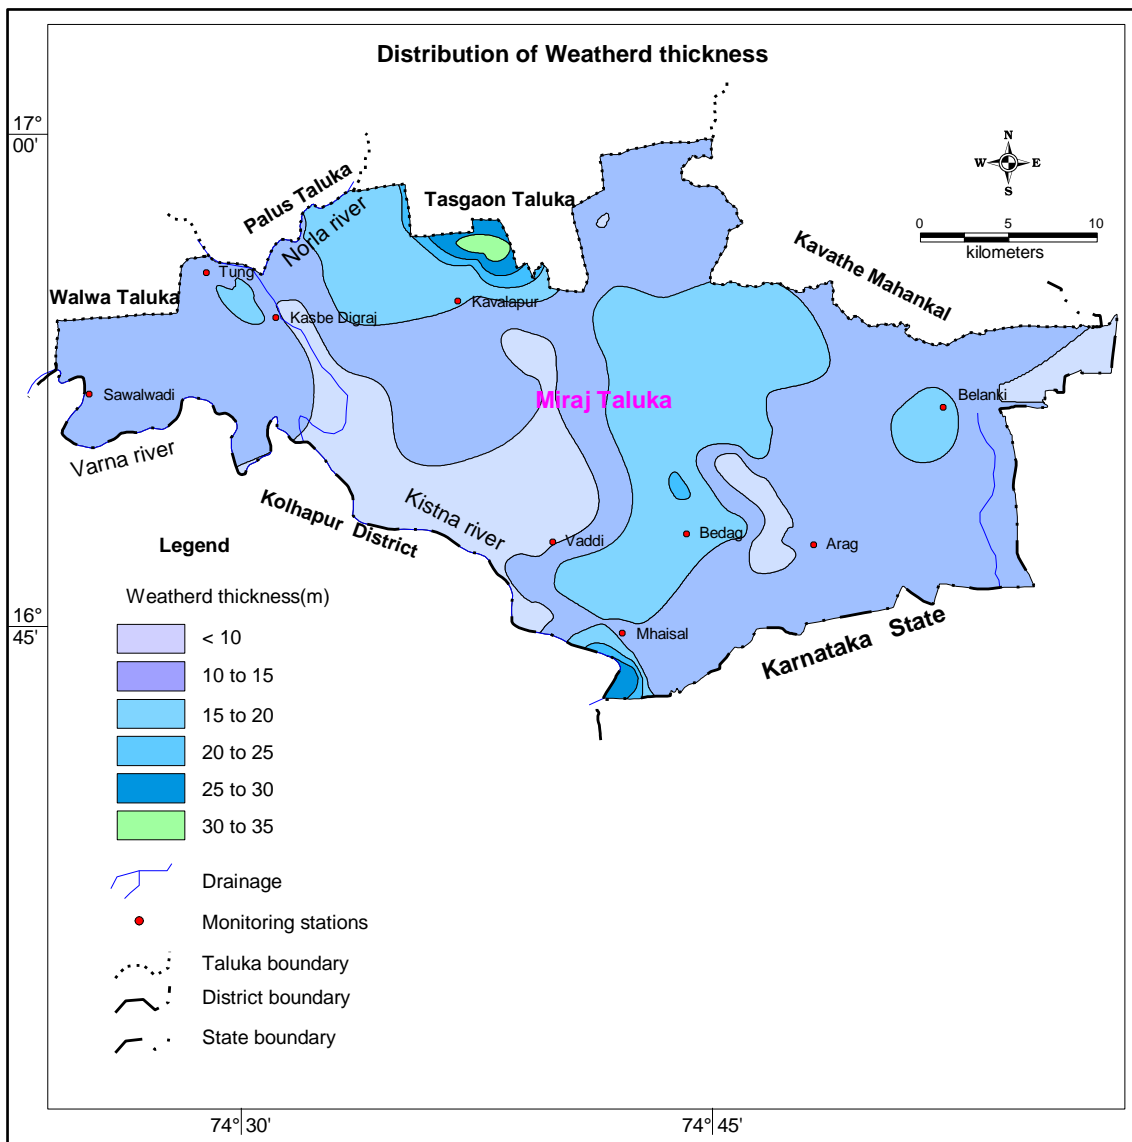 Distribution of Weatherd thickness
17°
00'
N
W
E
S
Palus Taluka
Tasgaon Taluka
Norla river
0
5
10
kilometers
Kavathe Mahankal
Tung
Walwa Taluka
Kavalapur
Kasbe Digraj
Sawalwadi
Miraj Taluka
Belanki
Varna river
Kistna river
Kolhapur District
Vaddi
Bedag
Arag
Mhaisal
Karnataka State
16°
45'
Legend
Weatherd thickness(m)
< 10
10 to 15
15 to 20
20 to 25
25 to 30
30 to 35
Drainage
Monitoring stations
Taluka boundary
District boundary
State boundary
74° 30'
74° 45'